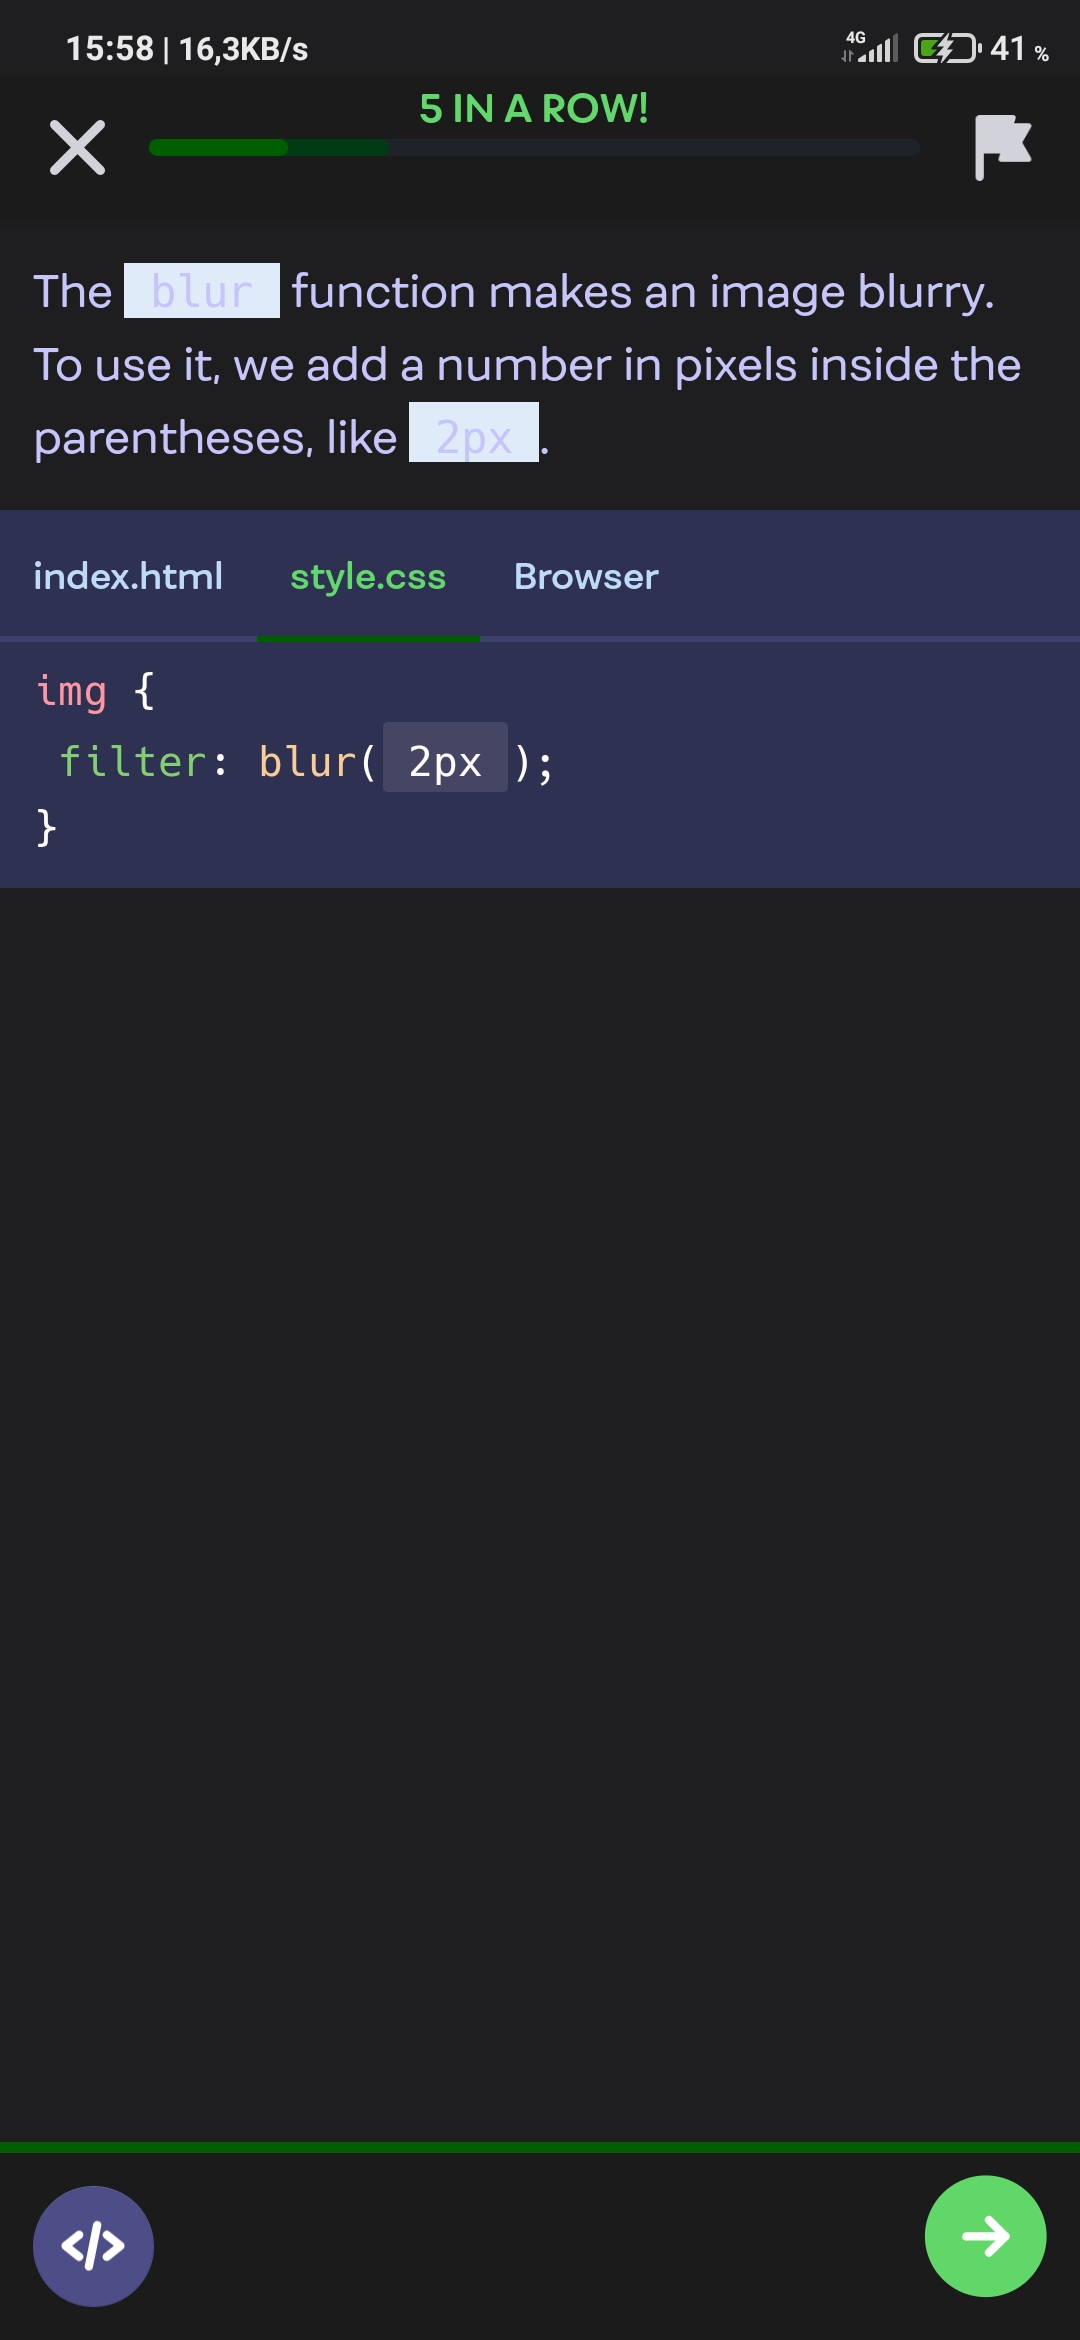 15:58 | 16,3KB/s 4G 41 %
5 IN A ROW!
The blur function makes an image blurry.
To use it, we add a number in pixels inside the
parentheses, like 2px.
index.html style.css Browser
img {
filter: blur( 2px );
}
</>